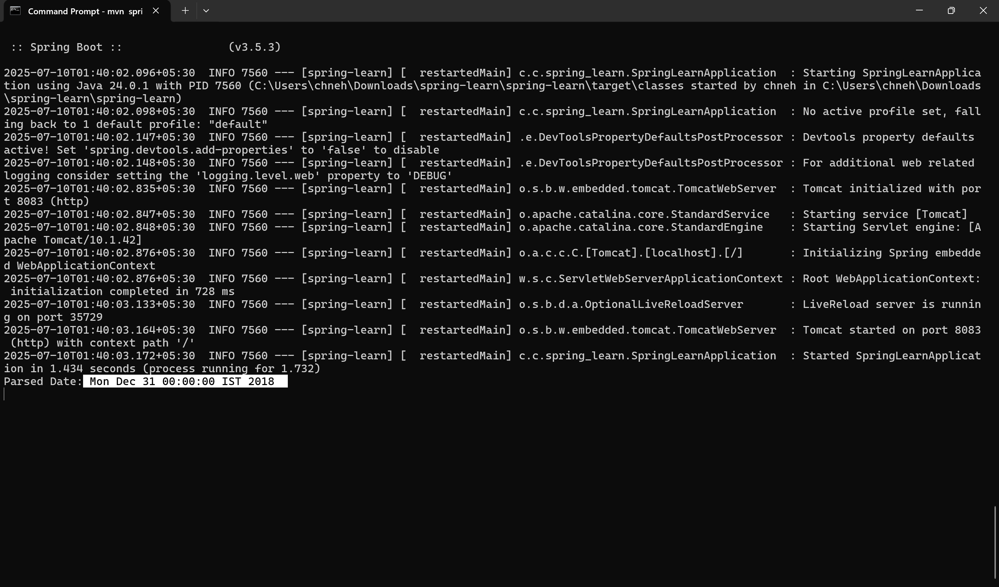 Command Prompt - mvn spri
:: Spring Boot ::                (v3.5.3)
2025-07-10T01:40:02.096+05:30  INFO 7560 --- [spring-learn] [  restartedMain] c.c.spring_learn.SpringLearnApplication  : Starting SpringLearnApplica
tion using Java 24.0.1 with PID 7560 (C:\Users\chneh\Downloads\spring-learn\spring-learn\target\classes started by chneh in C:\Users\chneh\Downloads
\spring-learn\spring-learn)
2025-07-10T01:40:02.098+05:30  INFO 7560 --- [spring-learn] [  restartedMain] c.c.spring_learn.SpringLearnApplication  : No active profile set, fall
ing back to 1 default profile: "default"
2025-07-10T01:40:02.147+05:30  INFO 7560 --- [spring-learn] [  restartedMain] .e.DevToolsPropertyDefaultsPostProcessor : Devtools property defaults
active! Set 'spring.devtools.add-properties' to 'false' to disable
2025-07-10T01:40:02.148+05:30  INFO 7560 --- [spring-learn] [  restartedMain] .e.DevToolsPropertyDefaultsPostProcessor : For additional web related
logging consider setting the 'logging.level.web' property to 'DEBUG'
2025-07-10T01:40:02.835+05:30  INFO 7560 --- [spring-learn] [  restartedMain] o.s.b.w.embedded.tomcat.TomcatWebServer  : Tomcat initialized with por
t 8083 (http)
2025-07-10T01:40:02.847+05:30  INFO 7560 --- [spring-learn] [  restartedMain] o.apache.catalina.core.StandardService   : Starting service [Tomcat]
2025-07-10T01:40:02.848+05:30  INFO 7560 --- [spring-learn] [  restartedMain] o.apache.catalina.core.StandardEngine    : Starting Servlet engine: [A
pache Tomcat/10.1.42]
2025-07-10T01:40:02.876+05:30  INFO 7560 --- [spring-learn] [  restartedMain] o.a.c.c.C.[Tomcat].[localhost].[/]       : Initializing Spring embedde
d WebApplicationContext
2025-07-10T01:40:02.876+05:30  INFO 7560 --- [spring-learn] [  restartedMain] w.s.c.ServletWebServerApplicationContext : Root WebApplicationContext:
 initialization completed in 728 ms
2025-07-10T01:40:03.133+05:30  INFO 7560 --- [spring-learn] [  restartedMain] o.s.b.d.a.OptionalLiveReloadServer       : LiveReload server is runnin
g on port 35729
2025-07-10T01:40:03.164+05:30  INFO 7560 --- [spring-learn] [  restartedMain] o.s.b.w.embedded.tomcat.TomcatWebServer  : Tomcat started on port 8083
 (http) with context path '/'
2025-07-10T01:40:03.172+05:30  INFO 7560 --- [spring-learn] [  restartedMain] c.c.spring_learn.SpringLearnApplication  : Started SpringLearnApplicat
ion in 1.434 seconds (process running for 1.732)
Parsed Date: Mon Dec 31 00:00:00 IST 2018